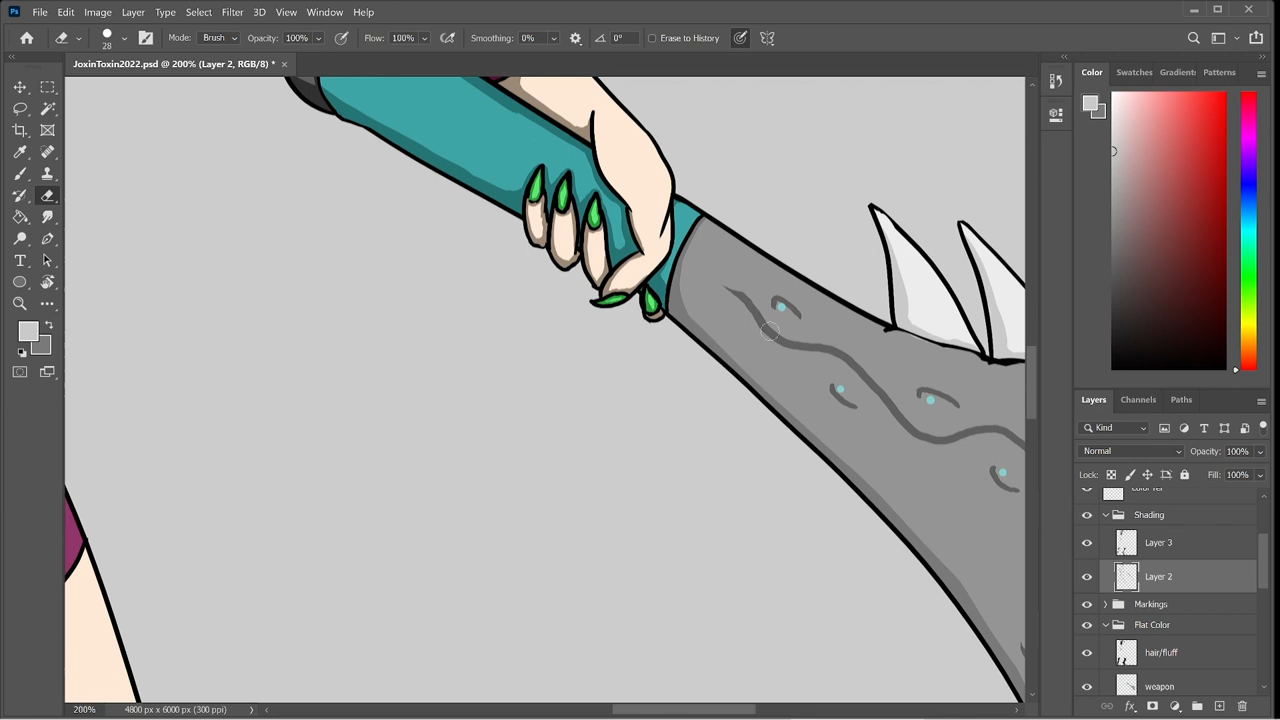 Ps File Edit Image Layer Type Select Filter 3D View Window Help
28 Mode: Brush Opacity: 100% Flow: 100% Smoothing: 0% 0° Erase to History
JoxinToxin2022.psd @ 200% (Layer 2, RGB/8) *
Color Swatches Gradients Patterns
Layers Channels Paths
Kind
Normal Opacity: 100%
Lock: Fill: 100%
Shading
Layer 3
Layer 2
Markings
Flat Color
hair/fluff
weapon
200% 4800 px x 6000 px (300 ppi)